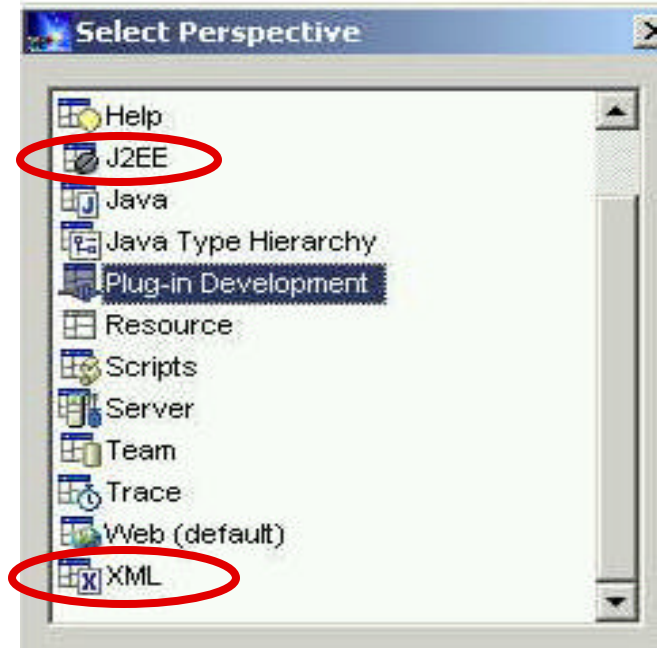 Select Perspective
Help
J2EE
Java
Java Type Hierarchy
Plug-in Development
Resource
Scripts
Server
Team
Trace
Web (default)
XML